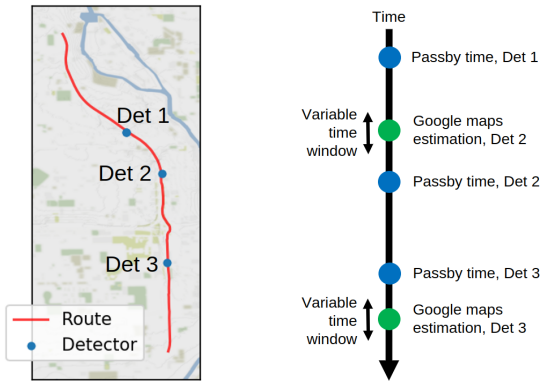 Det 1
Det 2
Det 3
Route
Detector
Time
Passby time, Det 1
Variable
time
window
Google maps
estimation, Det 2
Passby time, Det 2
Passby time, Det 3
Variable
time
window
Google maps
estimation, Det 3